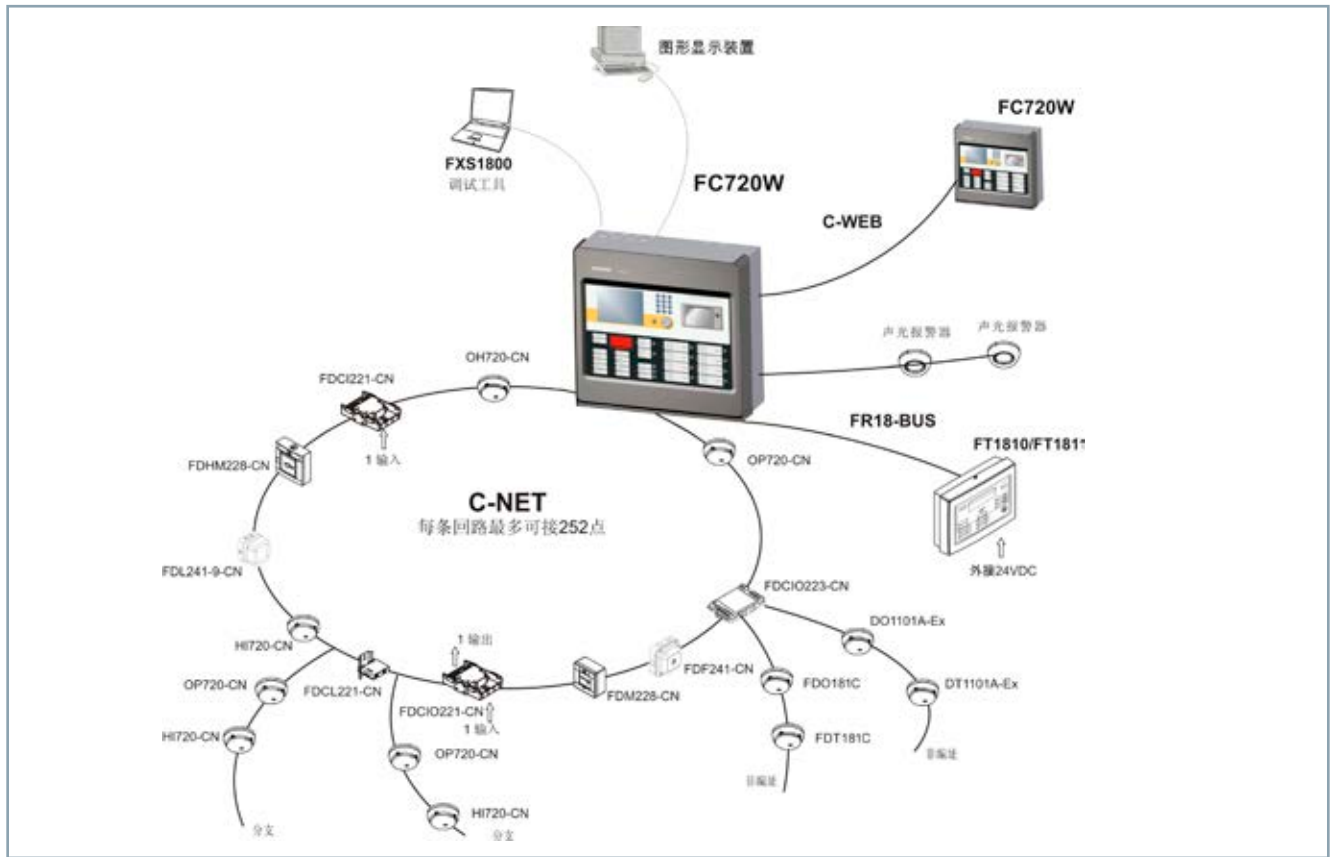 图形显示装置
FC720W
FXS1800
调试工具
FC720W
C-WEB
声光报警器
声光报警器
OH720-CN
FDCI221-CN
1 输入
FR18-BUS
FT1810/FT1811
OP720-CN
FDHM228-CN
C-NET
每条回路最多可接252点
外接24VDC
FDL241-9-CN
FDCIO223-CN
DO1101A-Ex
HI720-CN
1 输出
FDF241-CN
OP720-CN
FDCL221-CN
FDO181C
DT1101A-Ex
FDCIO221-CN
FDM228-CN
1 输入
HI720-CN
OP720-CN
FDT181C
非编址
非编址
HI720-CN
分支
分支